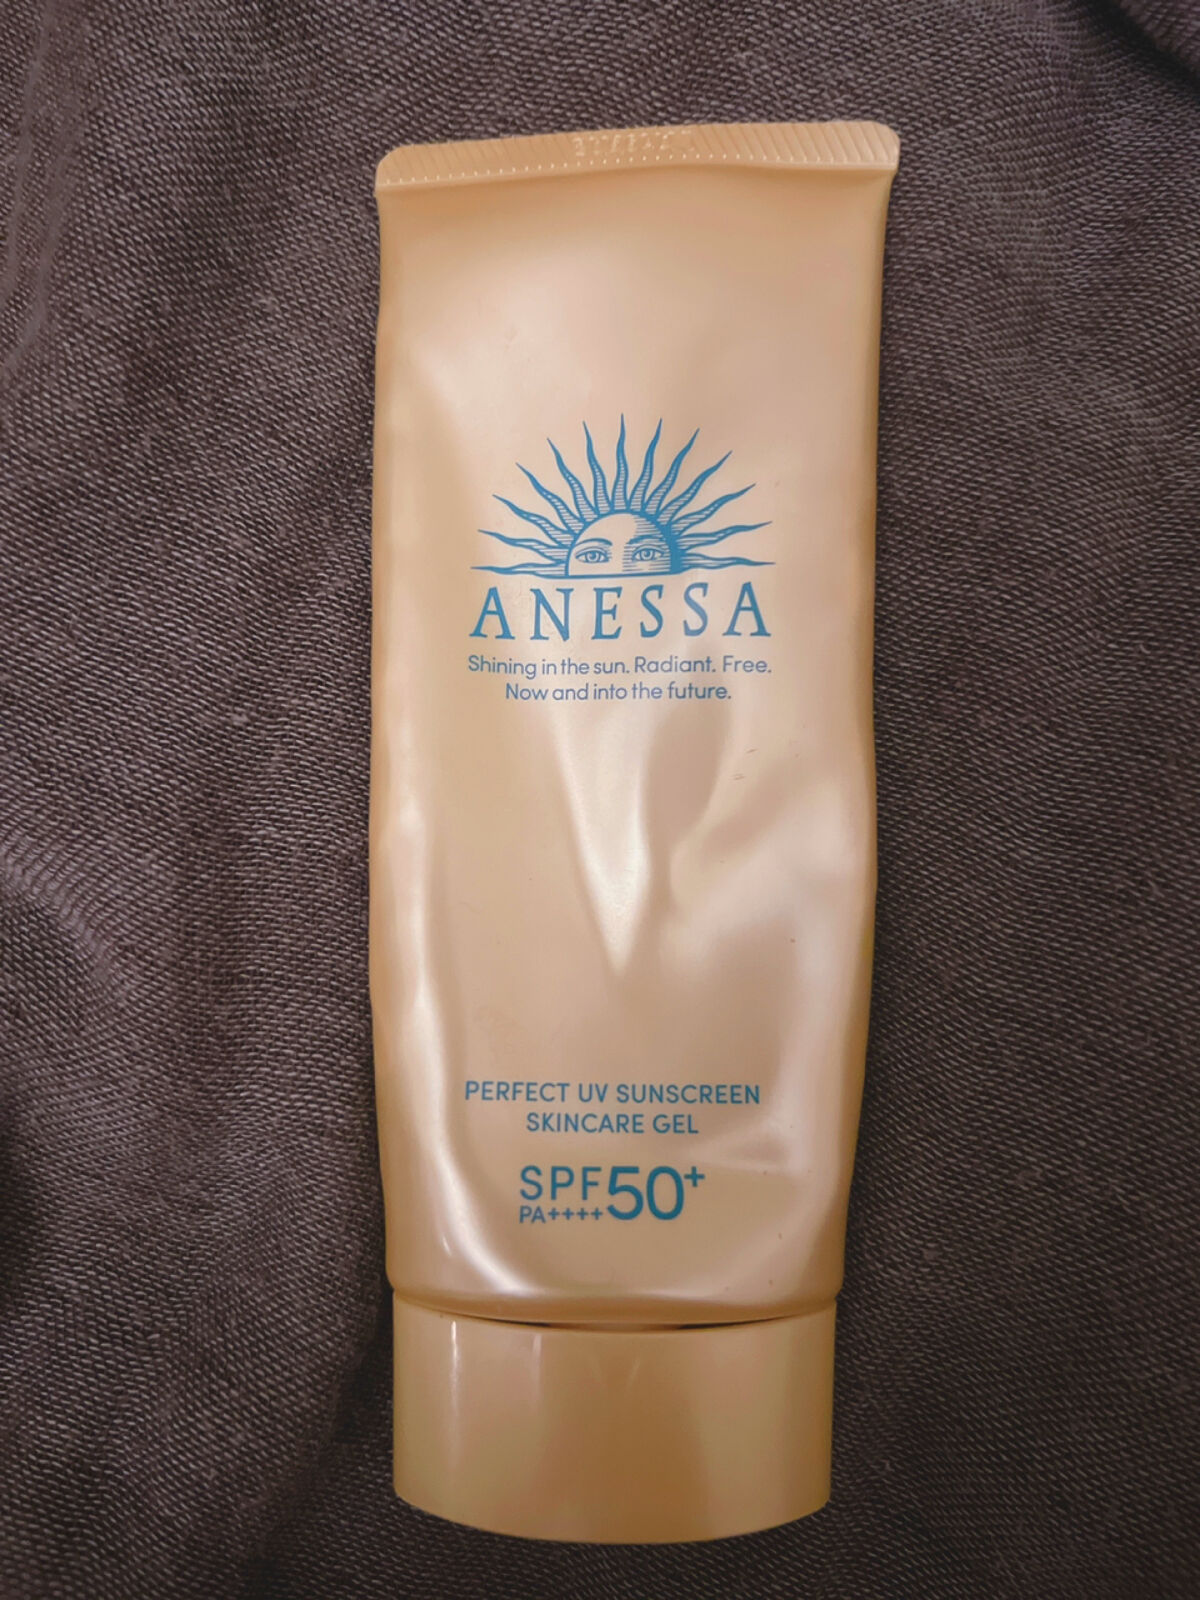 ANESSA
Shining in the sun. Radiant. Free.
Now and into the future.
PERFECT UV SUNSCREEN
SKINCARE GEL
SPF50+
PA++++